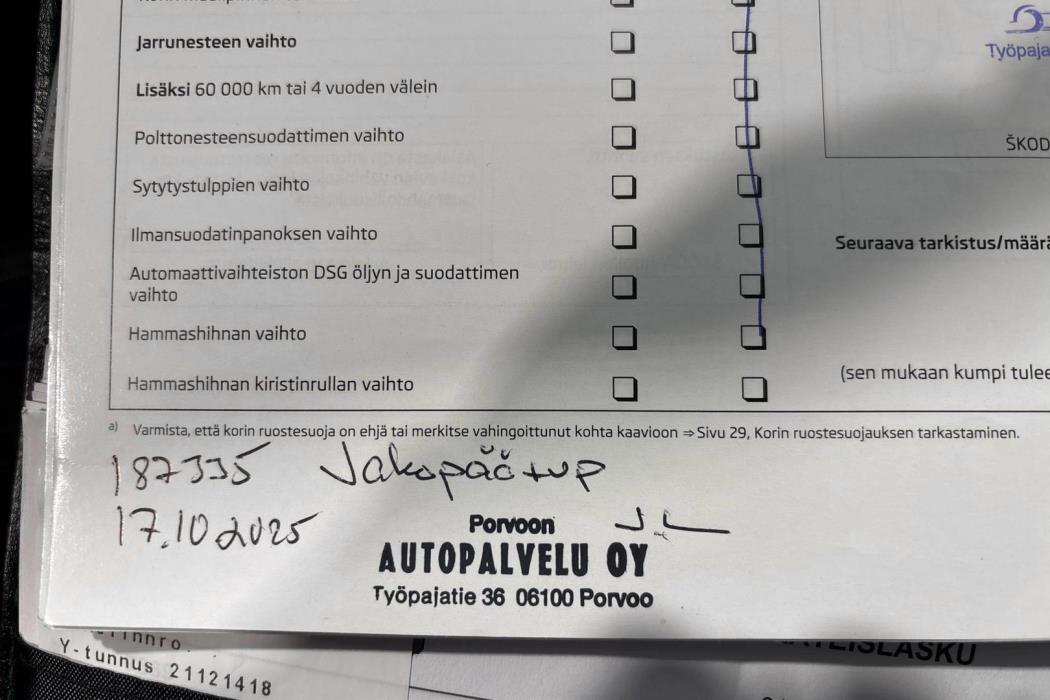 Jarrunesteen vaihto
Työpaja
Lisäksi 60 000 km tai 4 vuoden välein
Polttonesteensuodattimen vaihto
ŠKOD
Sytytystulppien vaihto
Ilmansuodatinpanoksen vaihto
Seuraava tarkistus/määrä
Automaattivaihteiston DSG öljyn ja suodattimen
vaihto
Hammashihnan vaihto
(sen mukaan kumpi tulee
Hammashihnan kiristinrullan vaihto
a) Varmista, että korin ruostesuoja on ehjä tai merkitse vahingoittunut kohta kaavioon ⇒ Sivu 29, Korin ruostesuojauksen tarkastaminen.
187335 Jakopää+vp
17.10.2025
Porvoon
AUTOPALVELU OY
Työpajatie 36 06100 Porvoo
Y-tunnus 21121418